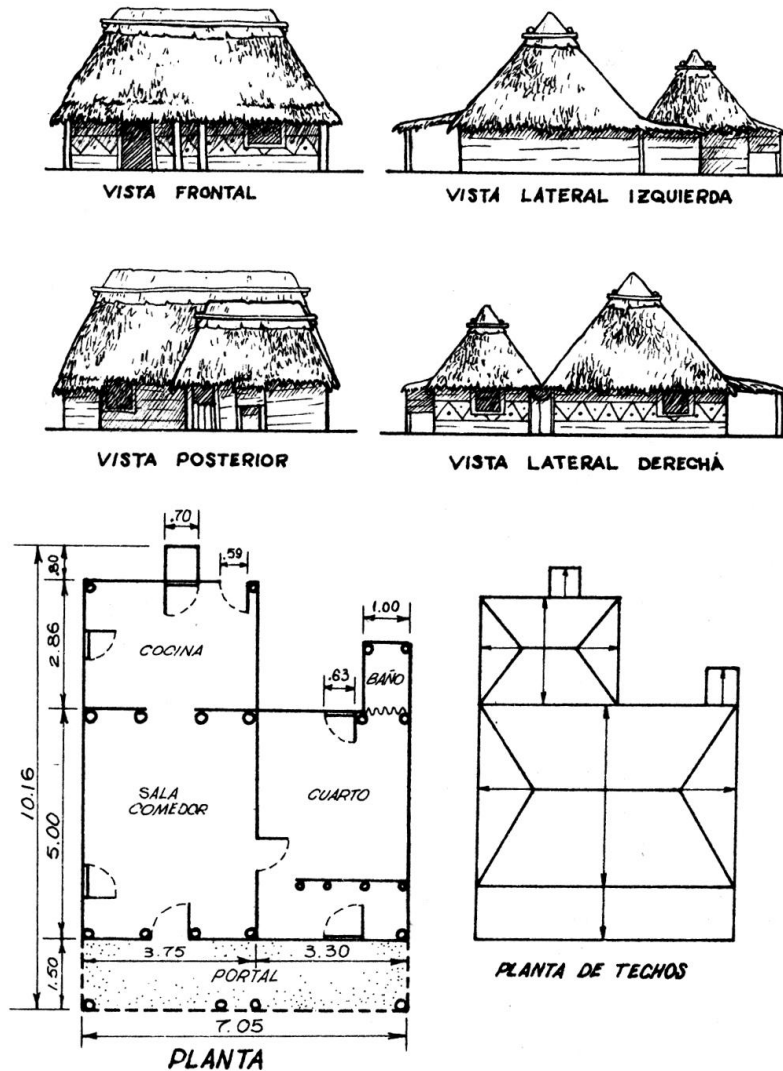 VISTA FRONTAL
VISTA LATERAL IZQUIERDA
VISTA POSTERIOR
VISTA LATERAL DERECHÁ
.70
.59
.80
1.00
2.86
COCINA
BAÑO
.63
10.16
5.00
SALA
COMEDOR
CUARTO
3.75
3.30
1.50
PORTAL
7.05
PLANTA
PLANTA DE TECHOS